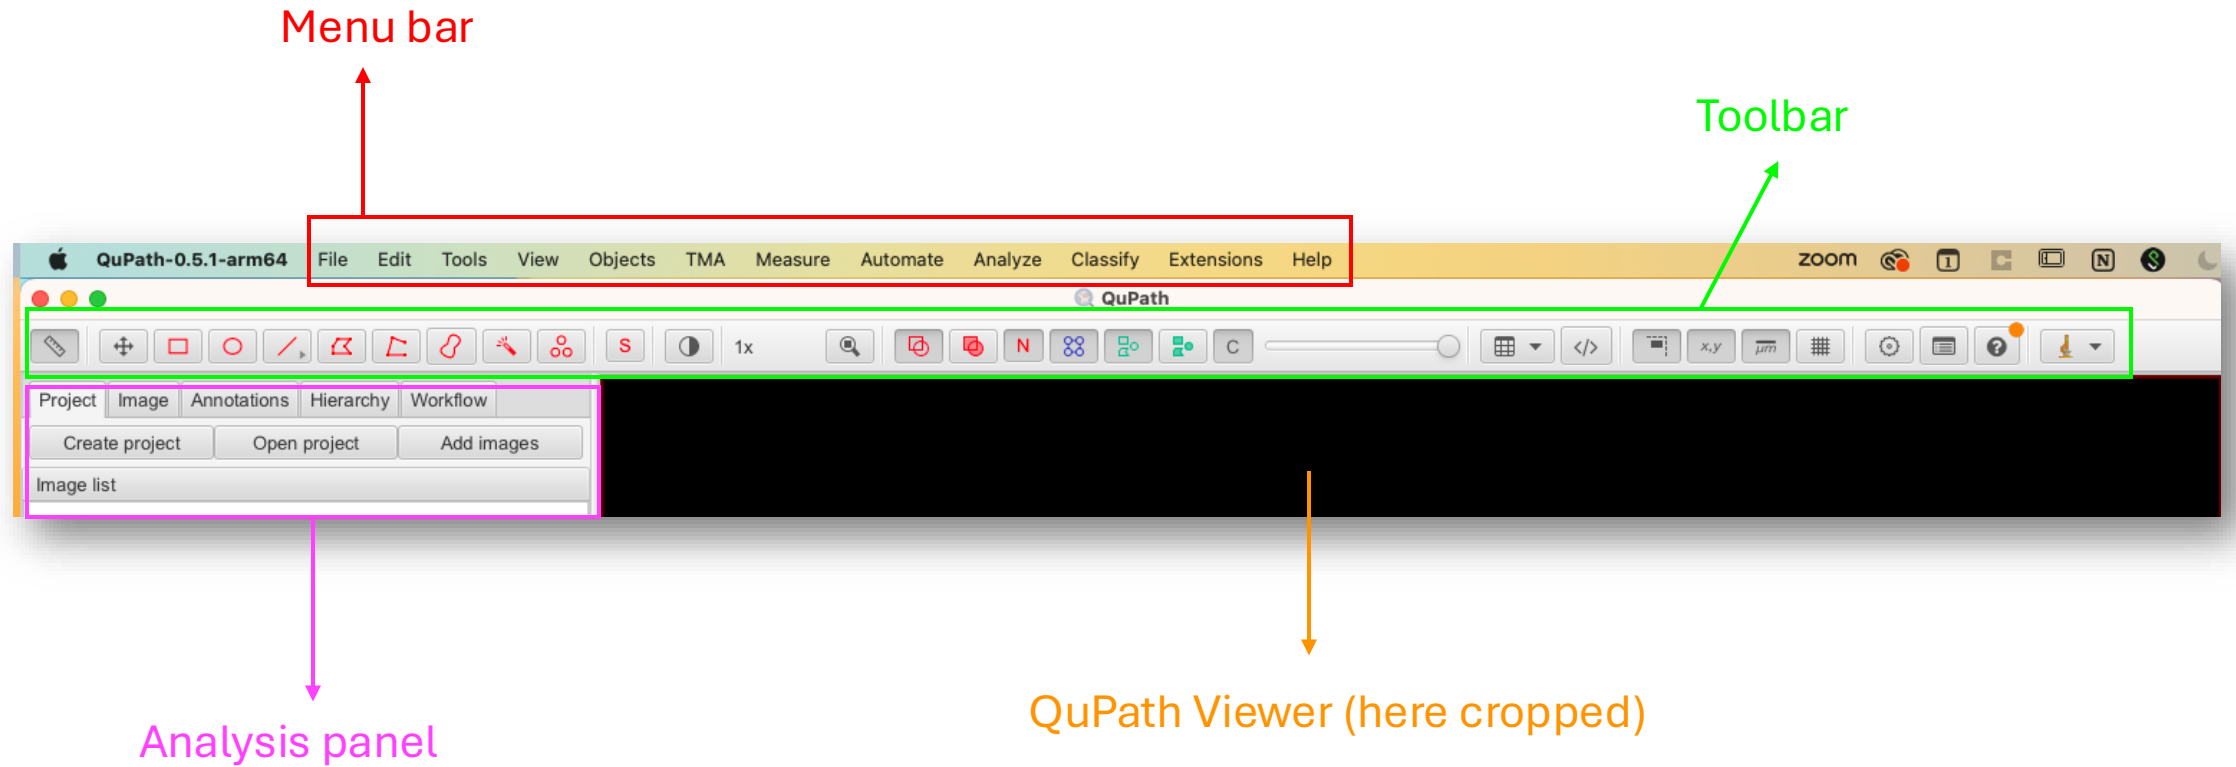 Menu bar
Toolbar
QuPath-0.5.1-arm64 File Edit Tools View Objects TMA Measure Automate Analyze Classify Extensions Help zoom 1 C N S
QuPath
S 1x N C </> x,y μm ?
Project Image Annotations Hierarchy Workflow
Create project Open project Add images
Image list
QuPath Viewer (here cropped)
Analysis panel